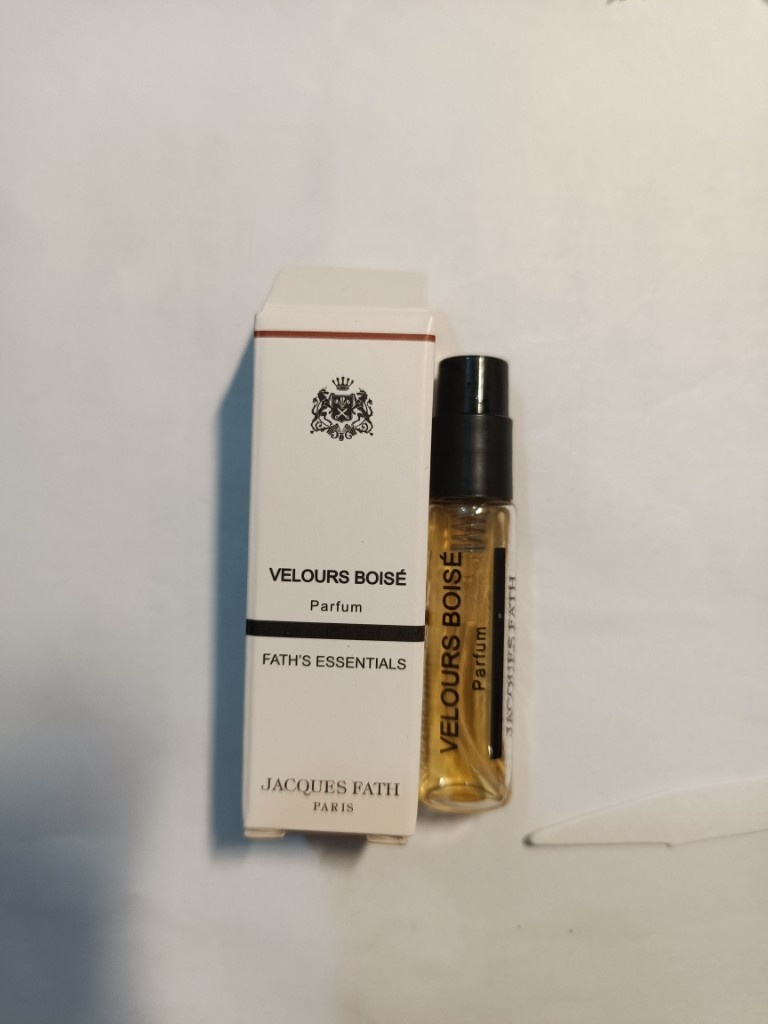 VELOURS BOISÉ
Parfum
FATH'S ESSENTIALS
JACQUES FATH
PARIS
VELOURS BOISÉ
Parfum
JACQUES FATH